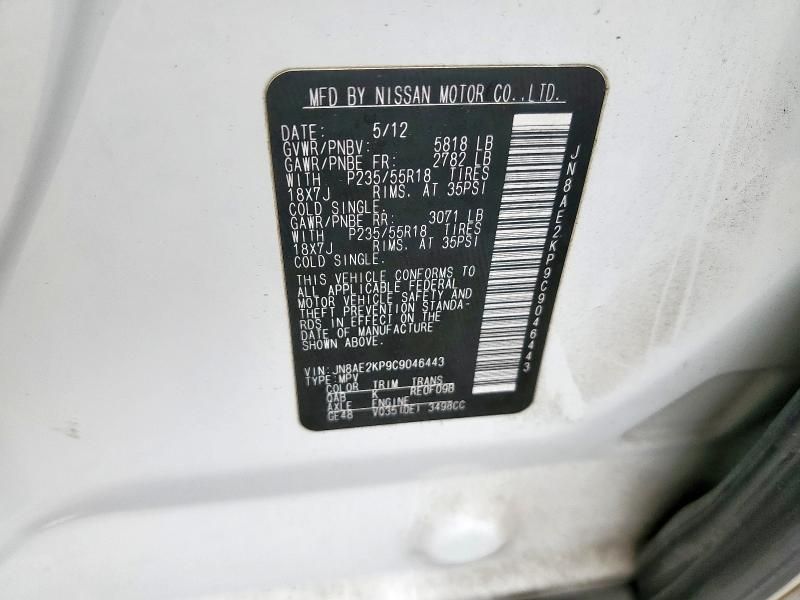 MFD BY NISSAN MOTOR CO.,LTD.
DATE: 5/12
GVWR/PNBV: 5818 LB
GAWR/PNBE FR: 2782 LB
WITH P235/55R18 TIRES
18X7J RIMS. AT 35PSI
COLD SINGLE.
GAWR/PNBE RR: 3071 LB
WITH P235/55R18 TIRES
18X7J RIMS. AT 35PSI
COLD SINGLE.
THIS VEHICLE CONFORMS TO
ALL APPLICABLE FEDERAL
MOTOR VEHICLE SAFETY AND
THEFT PREVENTION STANDA-
RDS IN EFFECT ON THE
DATE OF MANUFACTURE
SHOWN ABOVE.
VIN: JN8AE2KP9C9046443
TYPE: MPV
COLOR TRIM TRANS
QAB K RE0F09B
AXLE ENGINE
GE48 VQ35(DE) 3498CC
JN8AE2KP9C9046443